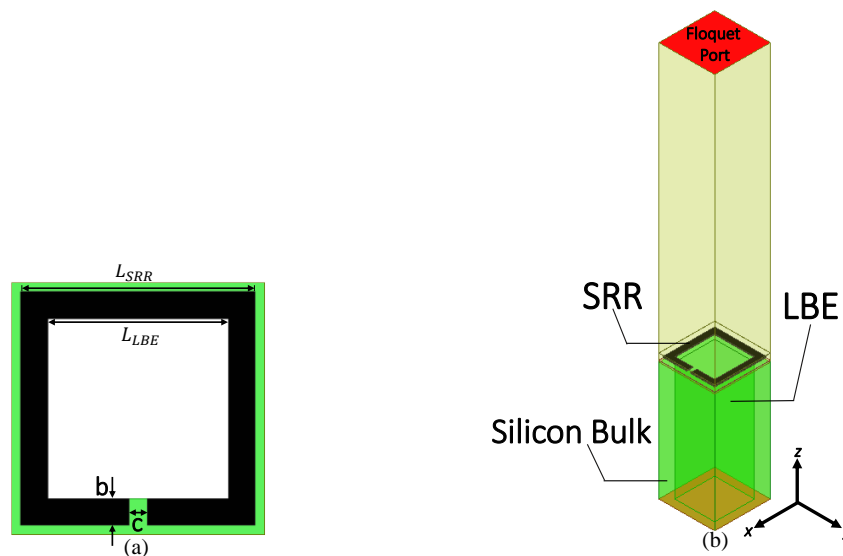 L_SRR
L_LBE
b
c
(a)
Floquet
Port
SRR
LBE
Silicon Bulk
z
x
(b)